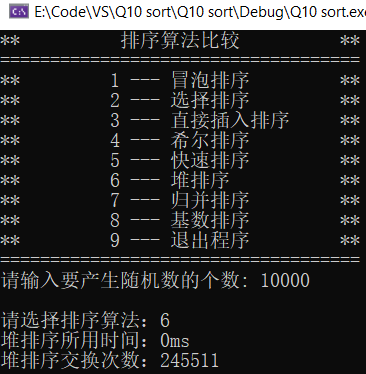 E:\Code\VS\Q10 sort\Q10 sort\Debug\Q10 sort.exe
** 排序算法比较 **
====================================
** 1 --- 冒泡排序 **
** 2 --- 选择排序 **
** 3 --- 直接插入排序 **
** 4 --- 希尔排序 **
** 5 --- 快速排序 **
** 6 --- 堆排序 **
** 7 --- 归并排序 **
** 8 --- 基数排序 **
** 9 --- 退出程序 **
====================================
请输入要产生随机数的个数: 10000
请选择排序算法: 6
堆排序所用时间: 0ms
堆排序交换次数: 245511